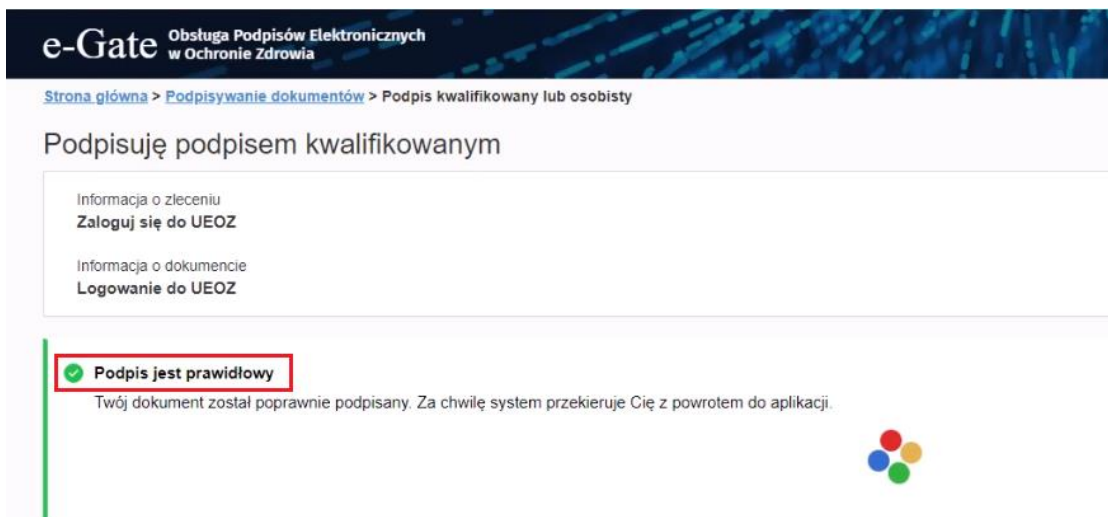 e-Gate Obsługa Podpisów Elektronicznych
w Ochronie Zdrowia
Strona główna > Podpisywanie dokumentów > Podpis kwalifikowany lub osobisty
Podpisuję podpisem kwalifikowanym
Informacja o zleceniu
Zaloguj się do UEOZ
Informacja o dokumencie
Logowanie do UEOZ
Podpis jest prawidłowy
Twój dokument został poprawnie podpisany. Za chwilę system przekieruje Cię z powrotem do aplikacji.